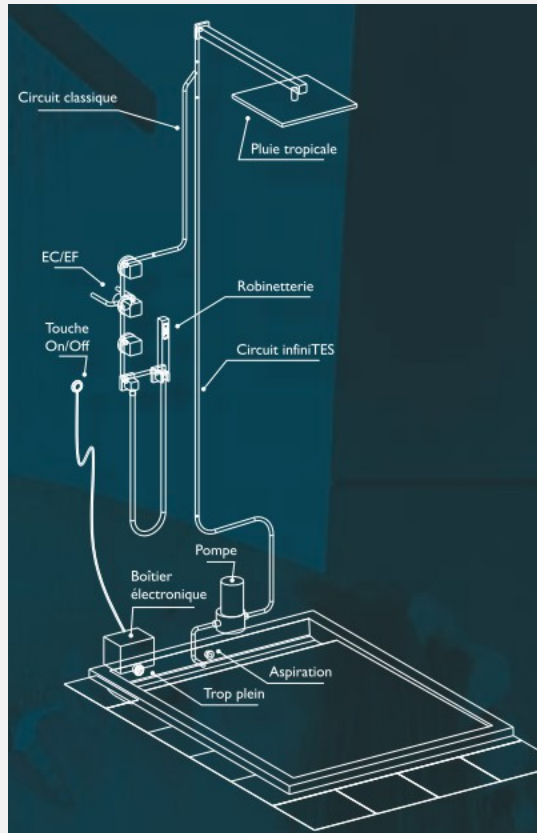 Circuit classique
Pluie tropicale
EC/EF
Robinetterie
Touche
On/Off
Circuit infiniTES
Pompe
Boîtier
électronique
Aspiration
Trop plein